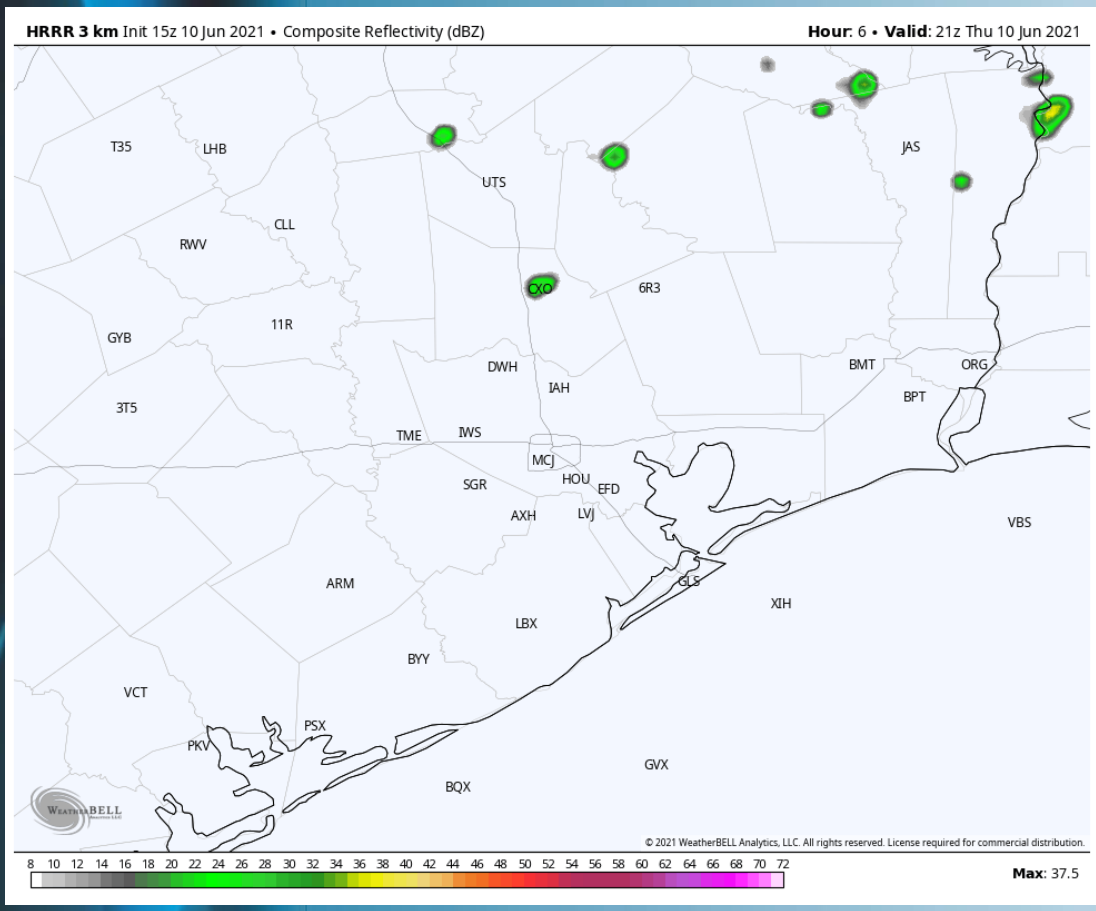 HRRR 3 km Init 15z 10 Jun 2021 • Composite Reflectivity (dBZ)
Hour: 6 • Valid: 21z Thu 10 Jun 2021
T35
LHB
JAS
UTS
CLL
RWV
CXO
6R3
11R
GYB
DWH
BMT
ORG
IAH
BPT
3T5
TME
IWS
MCJ
SGR
HOU
EFD
AXH
LVJ
VBS
ARM
GLS
XIH
LBX
BYY
VCT
PSX
PKV
GVX
BQX
WEATHERBELL
Analytics LLC
© 2021 WeatherBELL Analytics, LLC. All rights reserved. License required for commercial distribution.
8 10 12 14 16 18 20 22 24 26 28 30 32 34 36 38 40 42 44 46 48 50 52 54 56 58 60 62 64 66 68 70 72
Max: 37.5